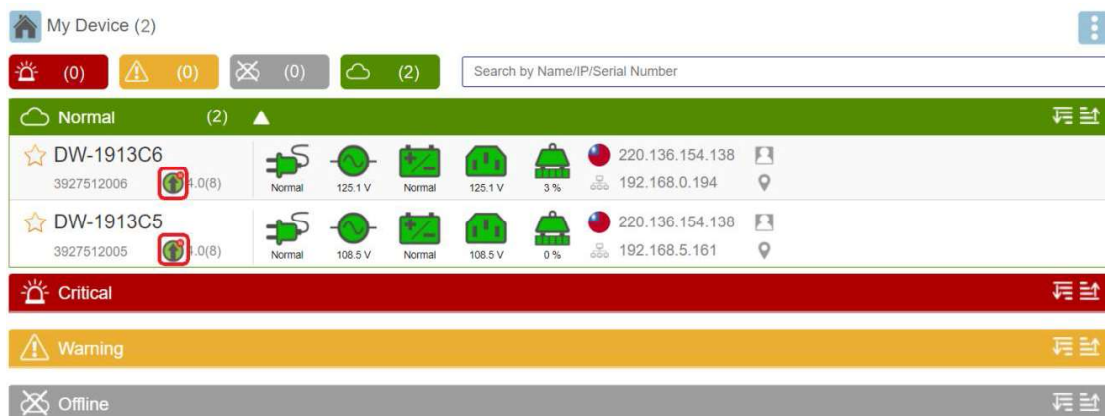 My Device (2)
(0)
(0)
(0)
(2)
Search by Name/IP/Serial Number
Normal (2)
DW-1913C6
3927512006
.0(8)
Normal
125.1 V
Normal
125.1 V
3 %
220.136.154.138
192.168.0.194
DW-1913C5
3927512005
.0(8)
Normal
108.5 V
Normal
108.5 V
0 %
220.136.154.138
192.168.5.161
Critical
Warning
Offline